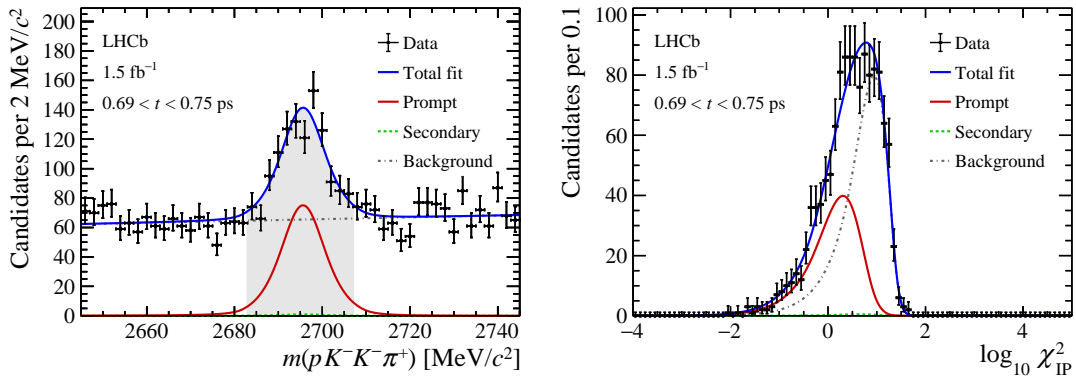 Candidates per 2 MeV/c²
200
180
160
140
120
100
80
60
40
20
0
LHCb
1.5 fb⁻¹
0.69 < t < 0.75 ps
Data
Total fit
Prompt
Secondary
Background
2660 2680 2700 2720 2740
m(pK⁻K⁻π⁺) [MeV/c²]
Candidates per 0.1
100
80
60
40
20
0
LHCb
1.5 fb⁻¹
0.69 < t < 0.75 ps
Data
Total fit
Prompt
Secondary
Background
−4 −2 0 2 4
log₁₀ χ²_IP